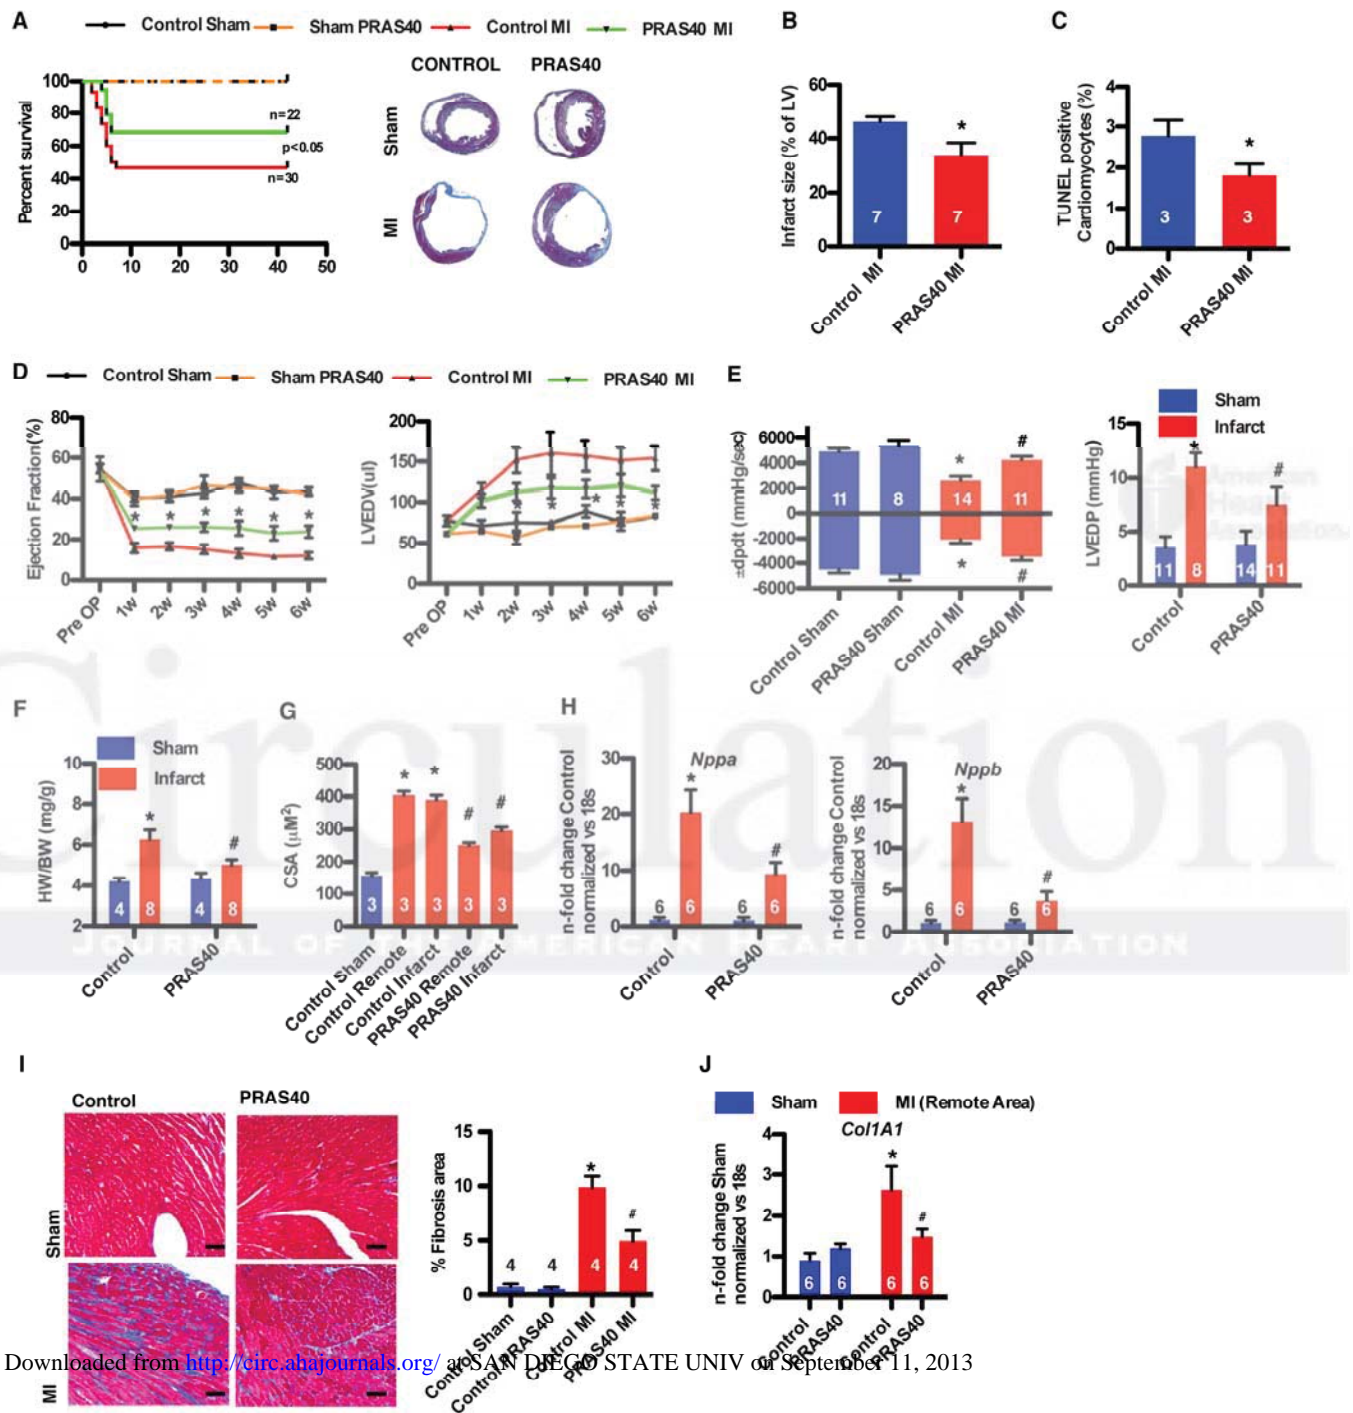 A
Control Sham
Sham PRAS40
Control MI
PRAS40 MI
Percent survival
100
80
60
40
20
0
0 10 20 30 40 50
n=22
p<0.05
n=30
CONTROL PRAS40
Sham
MI
B
Infarct size (% of LV)
60
40
20
0
*
7 7
Control MI
PRAS40 MI
C
TUNEL positive
Cardiomyocytes (%)
4
3
2
1
0
*
3 3
Control MI
PRAS40 MI
D
Control Sham
Sham PRAS40
Control MI
PRAS40 MI
Ejection Fraction(%)
80
60
40
20
0
* * * * * *
Pre OP 1w 2w 3w 4w 5w 6w
LVEDV(ul)
200
150
100
50
0
* * * * *
Pre OP 1w 2w 3w 4w 5w 6w
E
±dpdt (mmHg/sec)
6000
4000
2000
0
-2000
-4000
-6000
* #
11 8 14 11
* #
Control Sham
PRAS40 Sham
Control MI
PRAS40 MI
Sham
Infarct
LVEDP (mmHg)
15
10
5
0
* #
11 8 14 11
Control
PRAS40
American
Heart
Association
Circulation
JOURNAL OF THE AMERICAN HEART ASSOCIATION
F
Sham
Infarct
HW/BW (mg/g)
10
8
6
4
2
* #
4 8 4 8
Control
PRAS40
G
CSA (μM²)
500
400
300
200
100
0
* * # #
3 3 3 3 3
Control Sham
Control Remote
Control Infarct
PRAS40 Remote
PRAS40 Infarct
H
n-fold change Control
normalized vs 18s
Nppa
30
20
10
0
* #
6 6 6 6
Control
PRAS40
n-fold change Control
normalized vs 18s
Nppb
20
15
10
5
0
* #
6 6 6 6
Control
PRAS40
I
Control PRAS40
Sham
MI
% Fibrosis area
15
10
5
0
* #
4 4 4 4
Control Sham
Control PRAS40
Control MI
PRAS40 MI
J
Sham
MI (Remote Area)
Col1A1
n-fold change Sham
normalized vs 18s
4
3
2
1
0
* #
6 6 6 6
Control
PRAS40
Control
PRAS40
Downloaded from http://circ.ahajournals.org/ at SAN DIEGO STATE UNIV on September 11, 2013